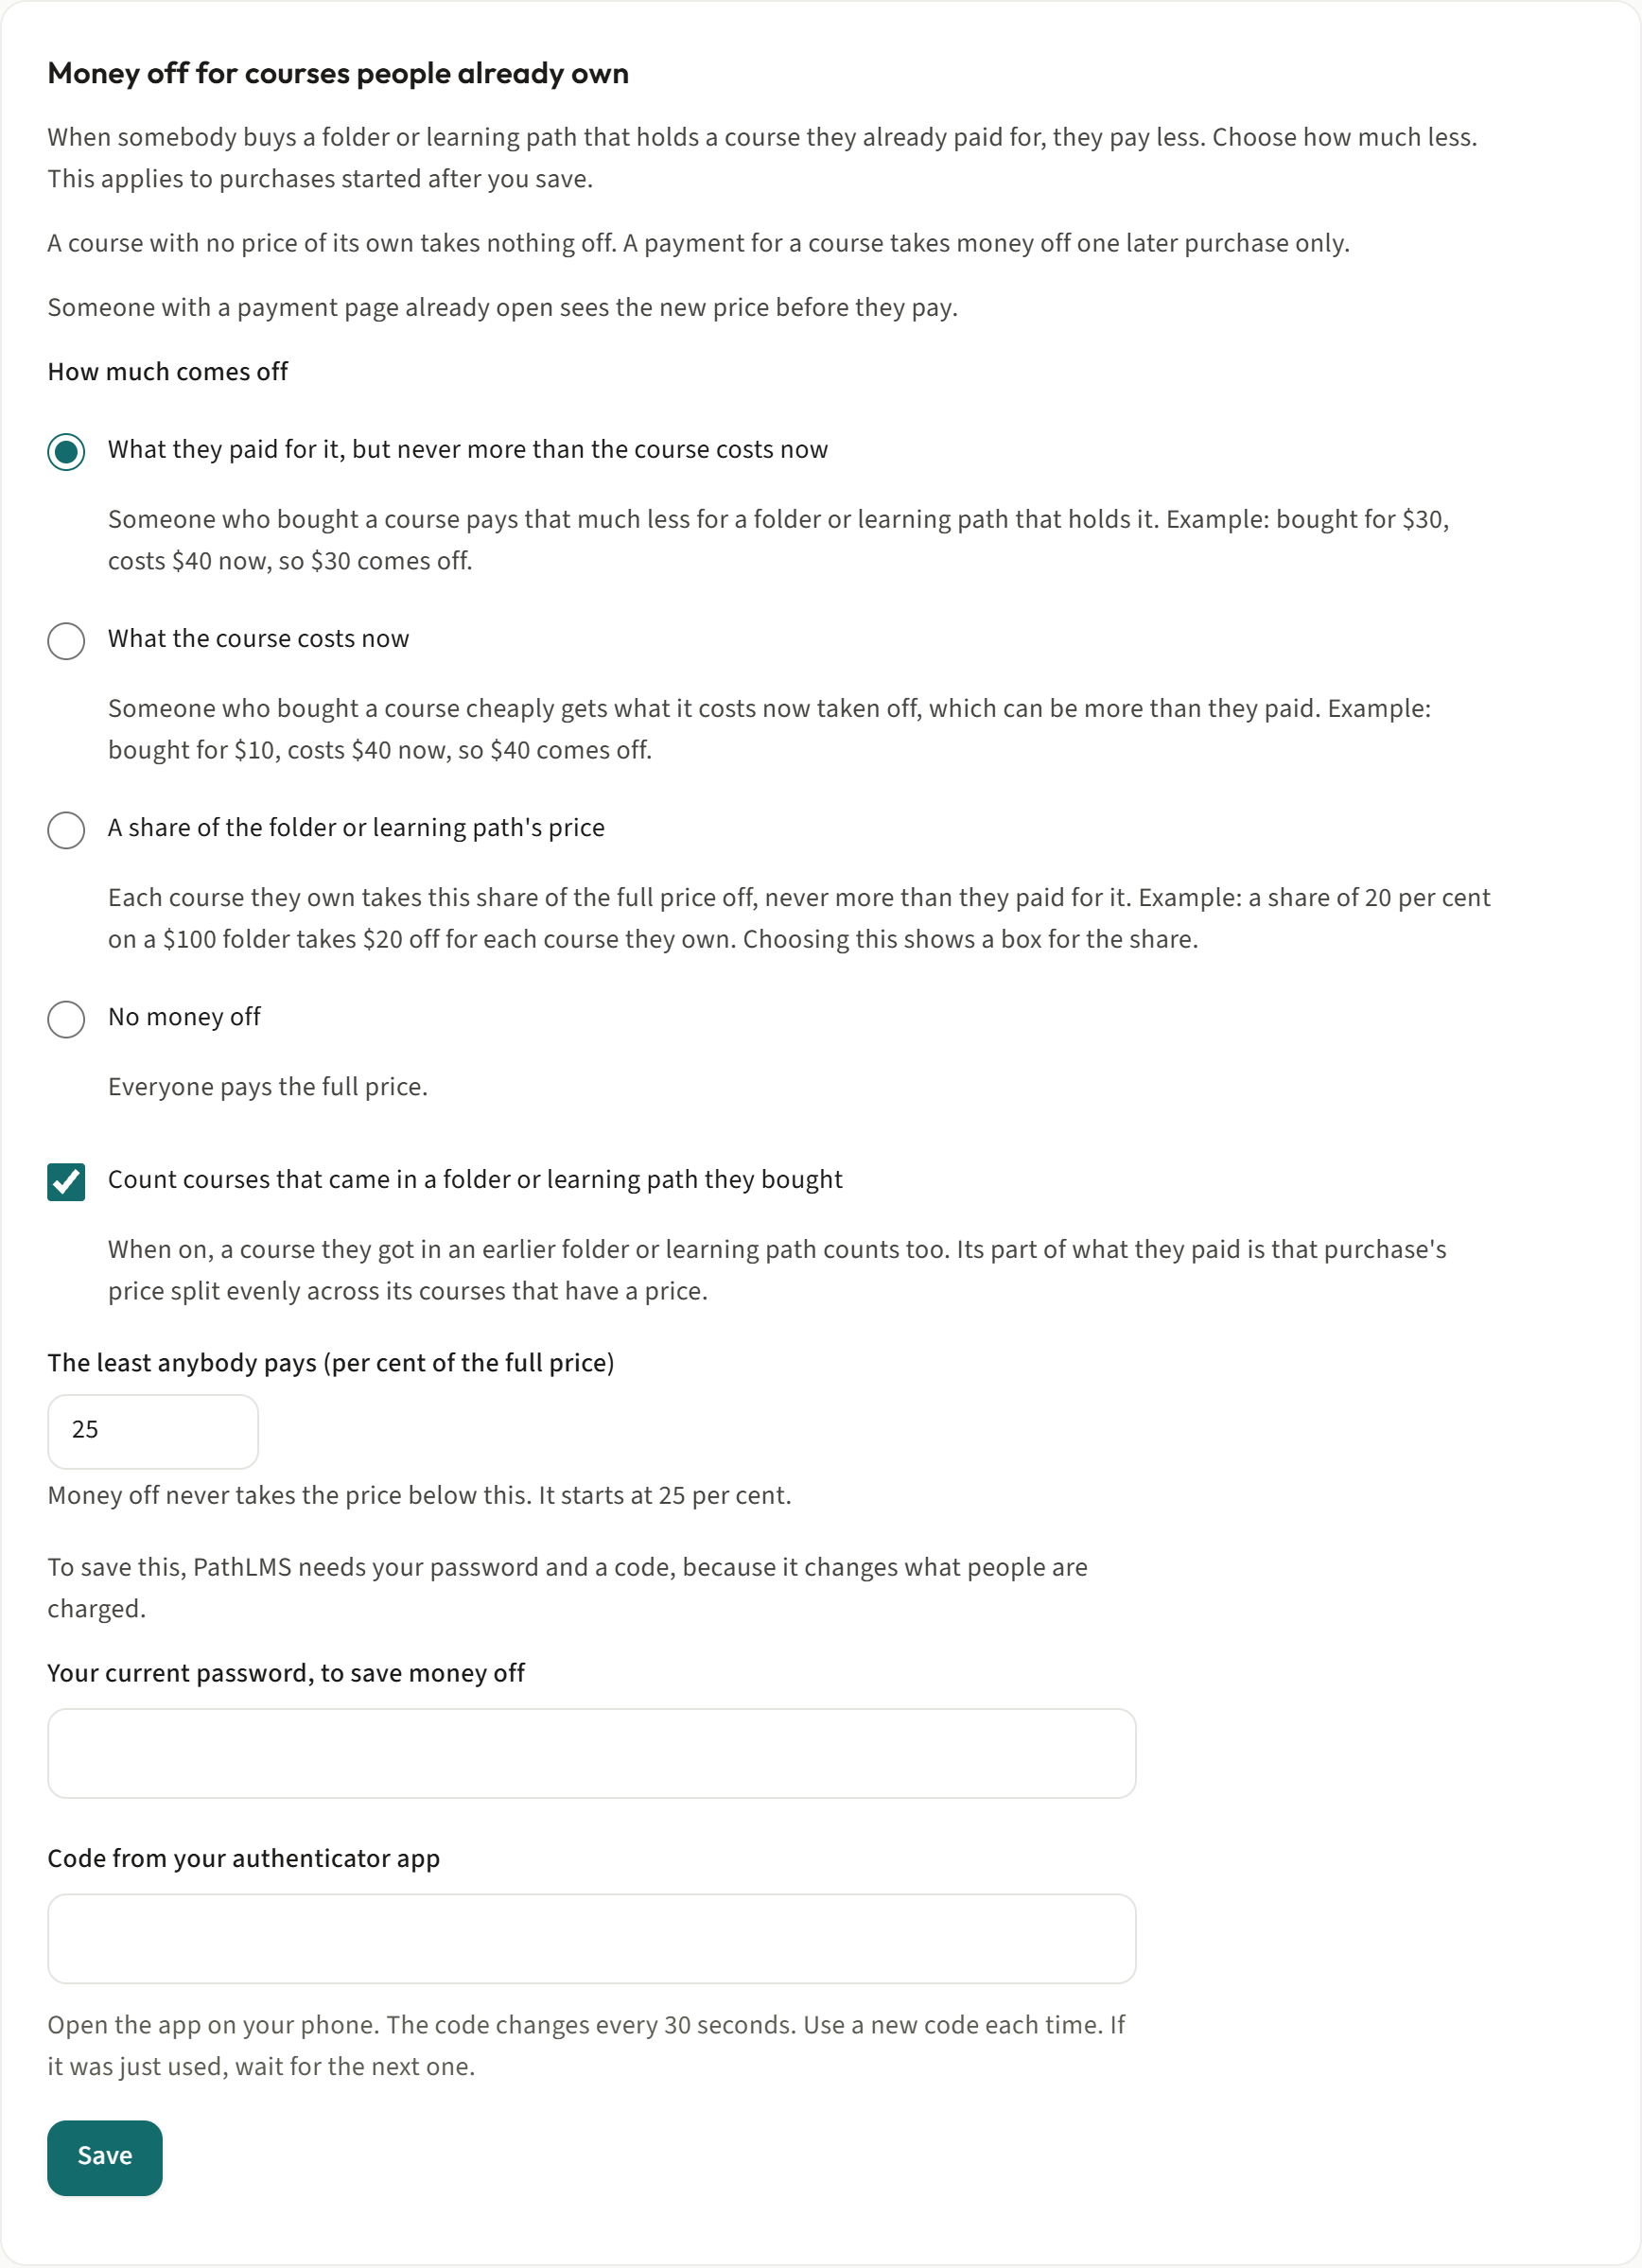 Money off for courses people already own
When somebody buys a folder or learning path that holds a course they already paid for, they pay less. Choose how much less.
This applies to purchases started after you save.
A course with no price of its own takes nothing off. A payment for a course takes money off one later purchase only.
Someone with a payment page already open sees the new price before they pay.
How much comes off
What they paid for it, but never more than the course costs now
Someone who bought a course pays that much less for a folder or learning path that holds it. Example: bought for $30,
costs $40 now, so $30 comes off.
What the course costs now
Someone who bought a course cheaply gets what it costs now taken off, which can be more than they paid. Example:
bought for $10, costs $40 now, so $40 comes off.
A share of the folder or learning path's price
Each course they own takes this share of the full price off, never more than they paid for it. Example: a share of 20 per cent
on a $100 folder takes $20 off for each course they own. Choosing this shows a box for the share.
No money off
Everyone pays the full price.
Count courses that came in a folder or learning path they bought
When on, a course they got in an earlier folder or learning path counts too. Its part of what they paid is that purchase's
price split evenly across its courses that have a price.
The least anybody pays (per cent of the full price)
25
Money off never takes the price below this. It starts at 25 per cent.
To save this, PathLMS needs your password and a code, because it changes what people are
charged.
Your current password, to save money off
Code from your authenticator app
Open the app on your phone. The code changes every 30 seconds. Use a new code each time. If
it was just used, wait for the next one.
Save